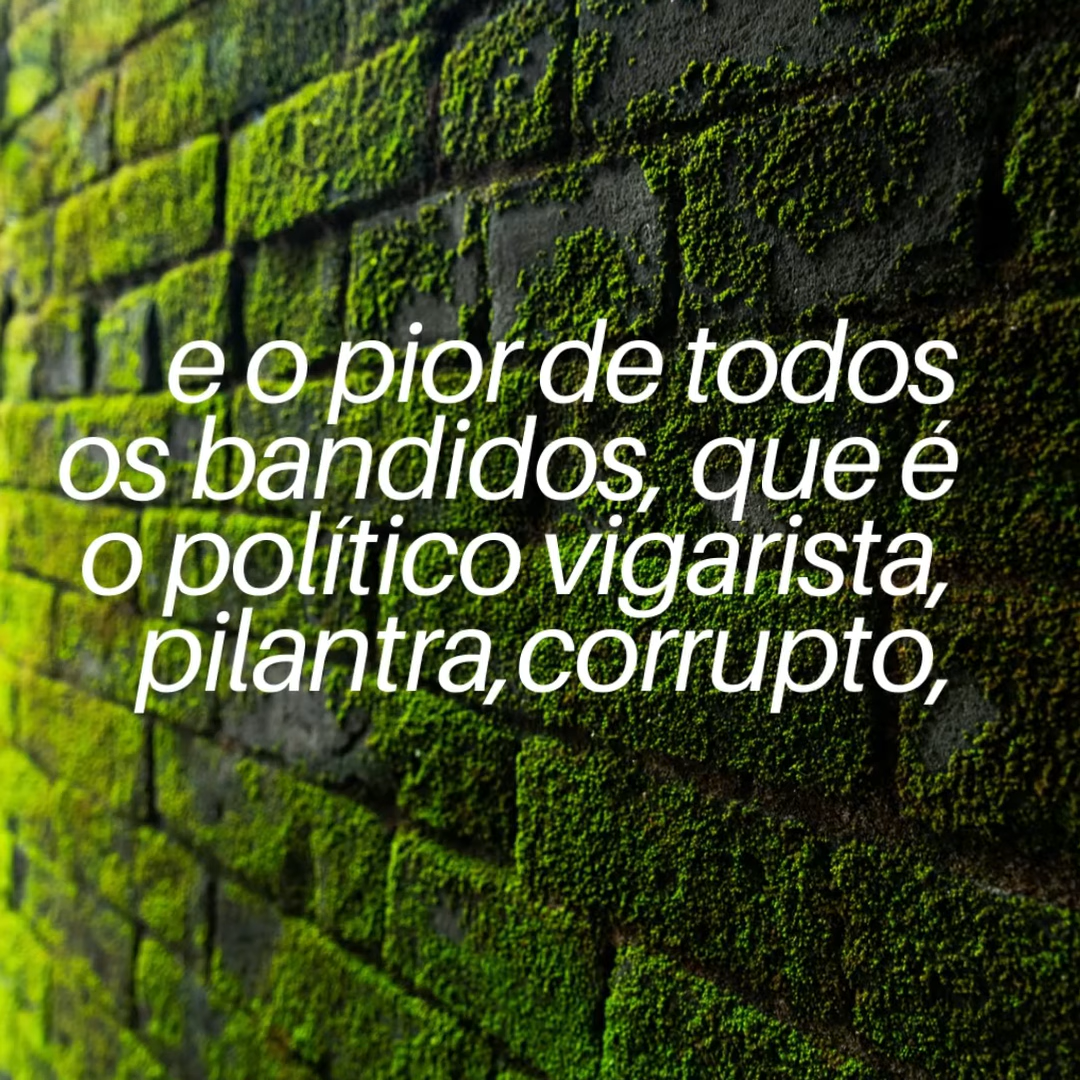 e o pior de todos
os bandidos, que é
o político vigarista,
pilantra,corrupto,